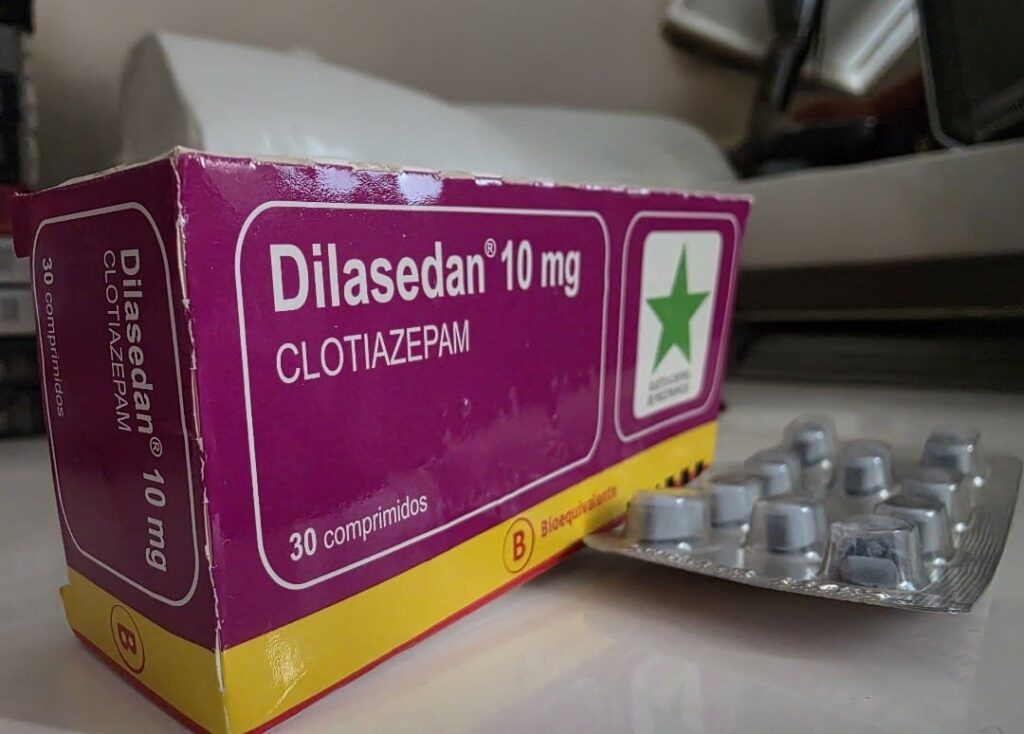 Dilasedan® 10 mg
CLOTIAZEPAM
30 comprimidos
Dilasedan® 10 mg
CLOTIAZEPAM
30 comprimidos
B Bioequivalente
B